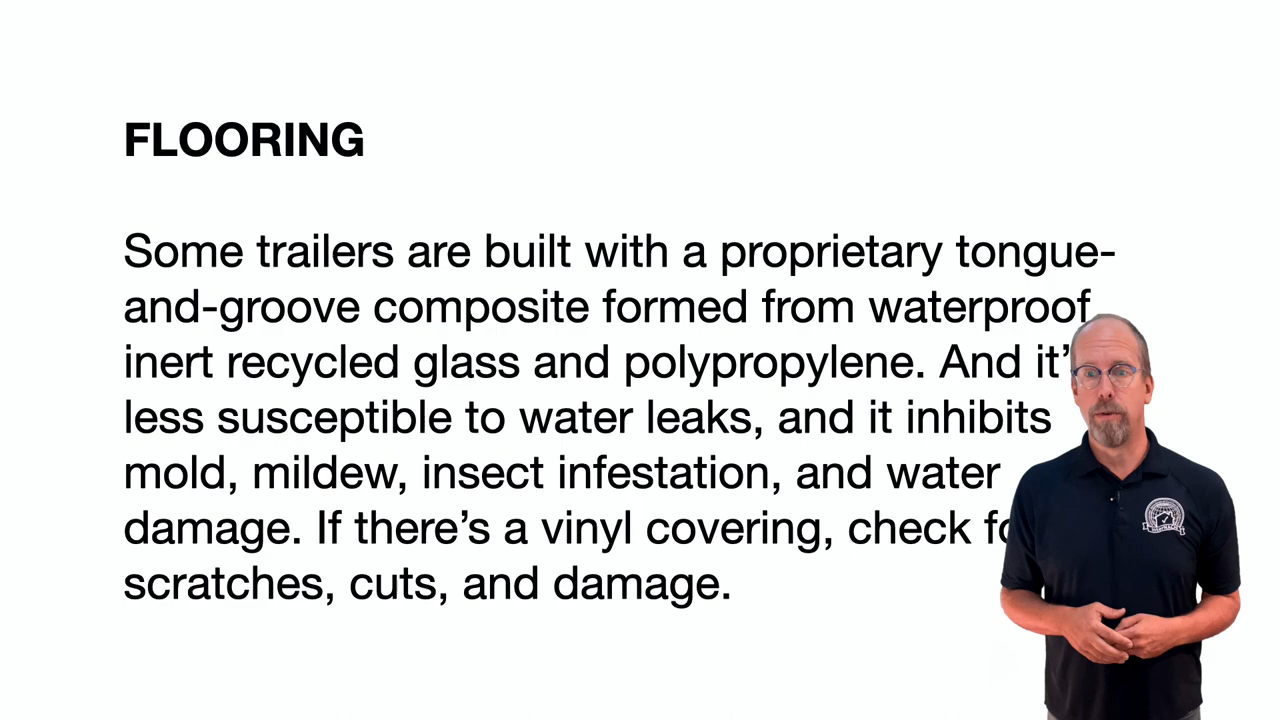 FLOORING
Some trailers are built with a proprietary tongue-
and-groove composite formed from waterproof
inert recycled glass and polypropylene. And it’
less susceptible to water leaks, and it inhibits
mold, mildew, insect infestation, and water
damage. If there’s a vinyl covering, check
scratches, cuts, and damage.